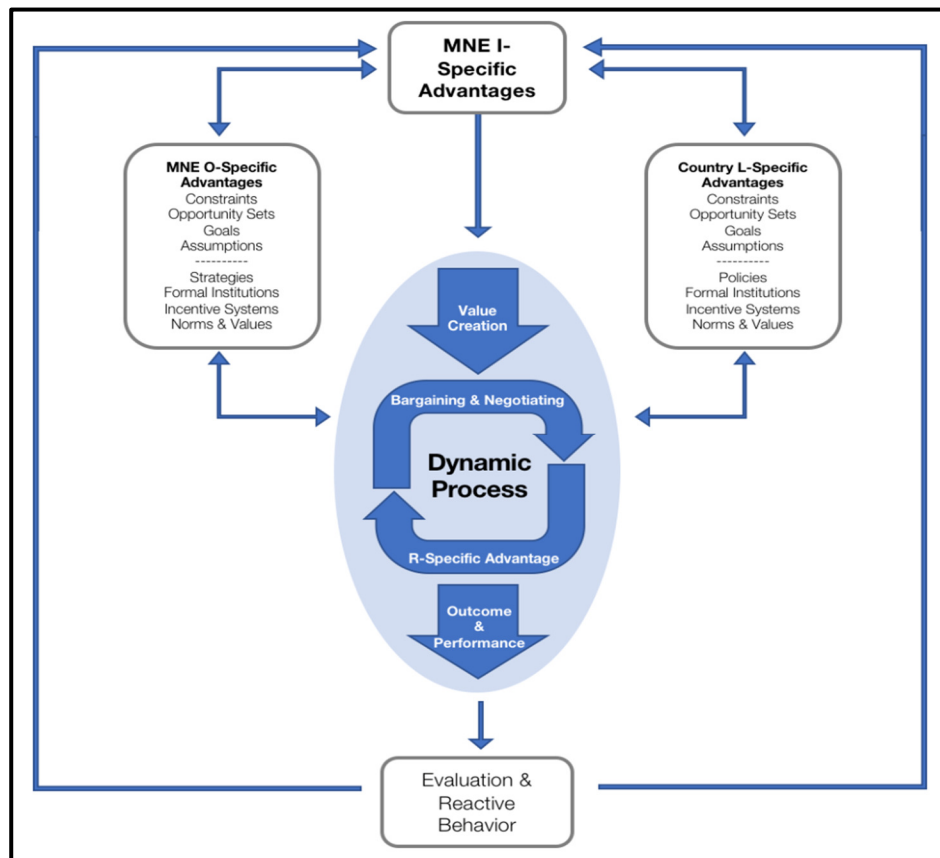 MNE I-
Specific
Advantages
MNE O-Specific
Advantages
Constraints
Opportunity Sets
Goals
Assumptions
----------
Strategies
Formal Institutions
Incentive Systems
Norms & Values
Country L-Specific
Advantages
Constraints
Opportunity Sets
Goals
Assumptions
----------
Policies
Formal Institutions
Incentive Systems
Norms & Values
Value
Creation
Bargaining & Negotiating
Dynamic
Process
R-Specific Advantage
Outcome
&
Performance
Evaluation &
Reactive
Behavior